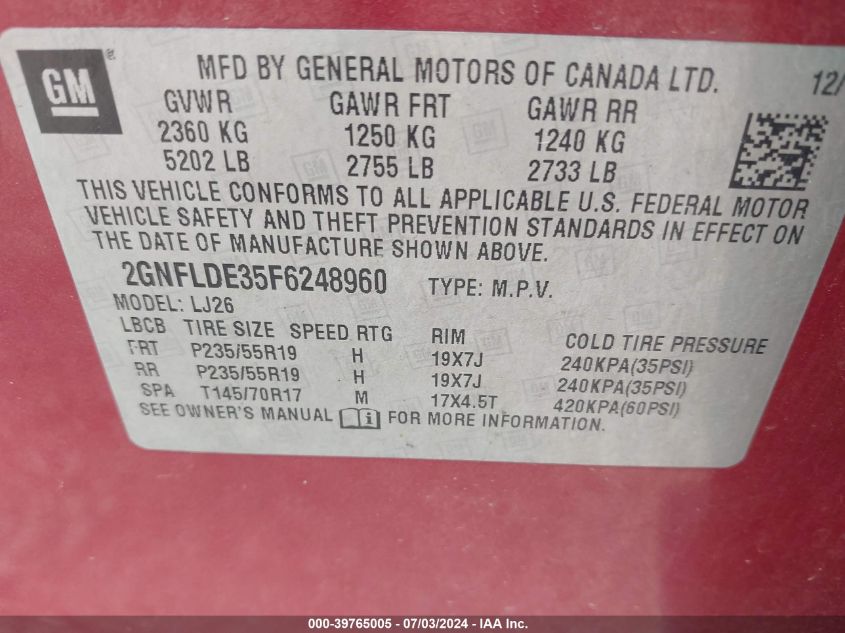 GM ®
MFD BY GENERAL MOTORS OF CANADA LTD. 12/
GVWR GAWR FRT GAWR RR
2360 KG 1250 KG 1240 KG
5202 LB 2755 LB 2733 LB
THIS VEHICLE CONFORMS TO ALL APPLICABLE U.S. FEDERAL MOTOR
VEHICLE SAFETY AND THEFT PREVENTION STANDARDS IN EFFECT ON
THE DATE OF MANUFACTURE SHOWN ABOVE.
2GNFLDE35F6248960 TYPE: M.P.V.
MODEL: LJ26
LBCB TIRE SIZE SPEED RTG RIM COLD TIRE PRESSURE
FRT P235/55R19 H 19X7J 240KPA(35PSI)
RR P235/55R19 H 19X7J 240KPA(35PSI)
SPA T145/70R17 M 17X4.5T 420KPA(60PSI)
SEE OWNER'S MANUAL FOR MORE INFORMATION.
000-39765005 - 07/03/2024 - IAA Inc.